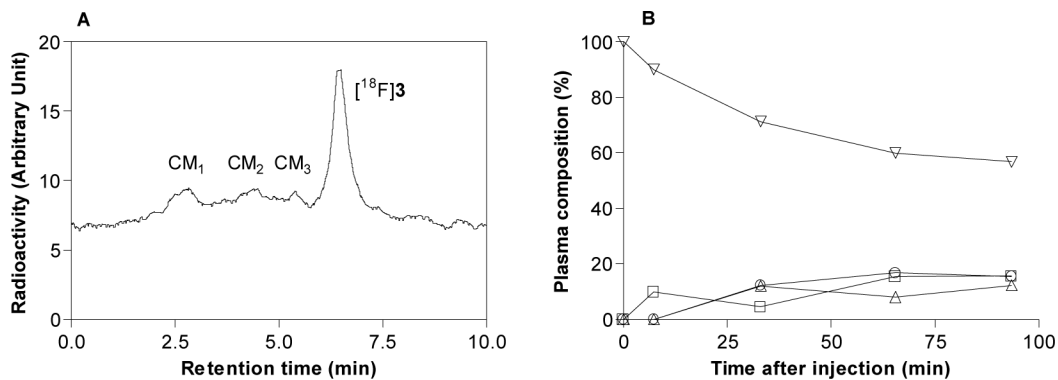 A
20
15
10
5
0
Radioactivity (Arbitrary Unit)
CM₁
CM₂
CM₃
[¹⁸F]3
0.0 2.5 5.0 7.5 10.0
Retention time (min)
B
100
80
60
40
20
0
Plasma composition (%)
0 25 50 75 100
Time after injection (min)